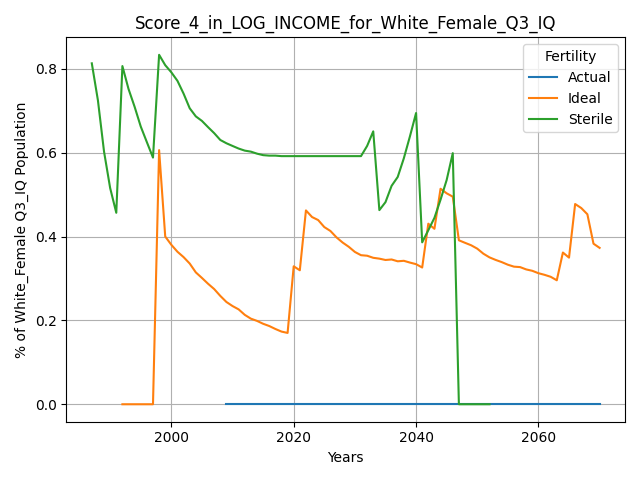 Score_4_in_LOG_INCOME_for_White_Female_Q3_IQ
Fertility
Actual
Ideal
Sterile
% of White_Female Q3_IQ Population
0.8
0.6
0.4
0.2
0.0
2000
2020
2040
2060
Years